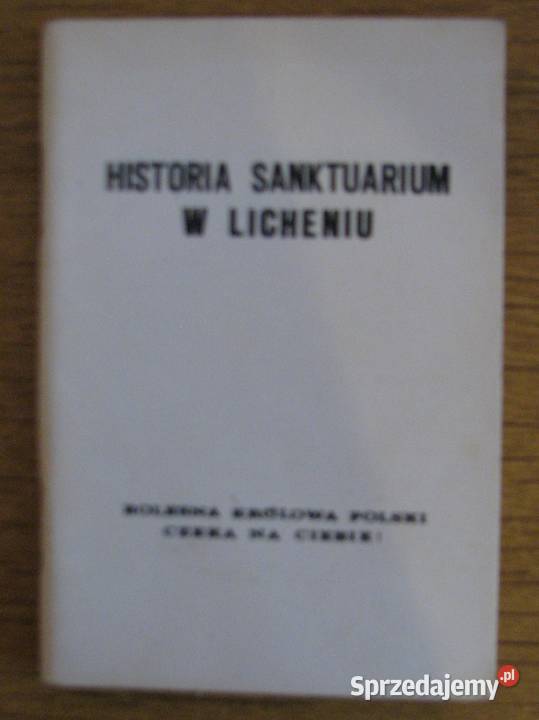 HISTORIA SANKTUARIUM
W LICHENIU
BOLESNA KRÓLOWA POLSKI
CZEKA NA CIEBIE!
Sprzedajemy.pl